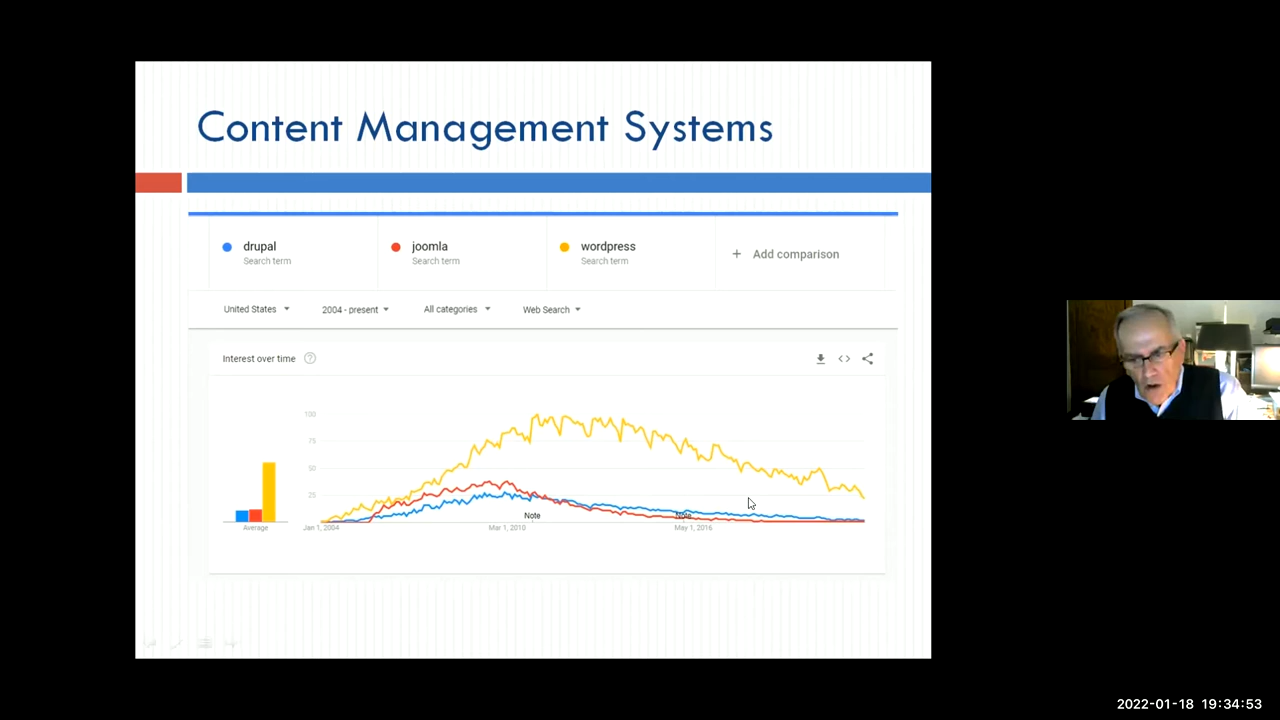 Content Management Systems
drupal
Search term
joomla
Search term
wordpress
Search term
+ Add comparison
United States
2004 - present
All categories
Web Search
Interest over time
?
100
75
50
25
Note
Note
Average
Jan 1, 2004
Mar 1, 2010
May 1, 2016
2022-01-18 19:34:53